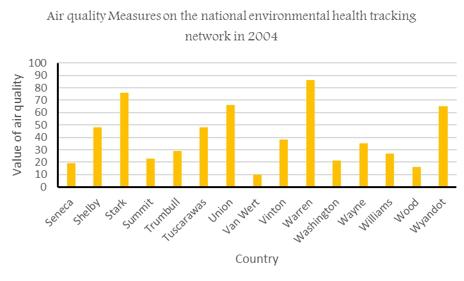 Air quality Measures on the national environmental health tracking
network in 2004
Value of air quality
100
90
80
70
60
50
40
30
20
10
0
Seneca
Shelby
Stark
Summit
Trumbull
Tuscarawas
Union
Van Wert
Vinton
Warren
Washington
Wayne
Williams
Wood
Wyandot
Country